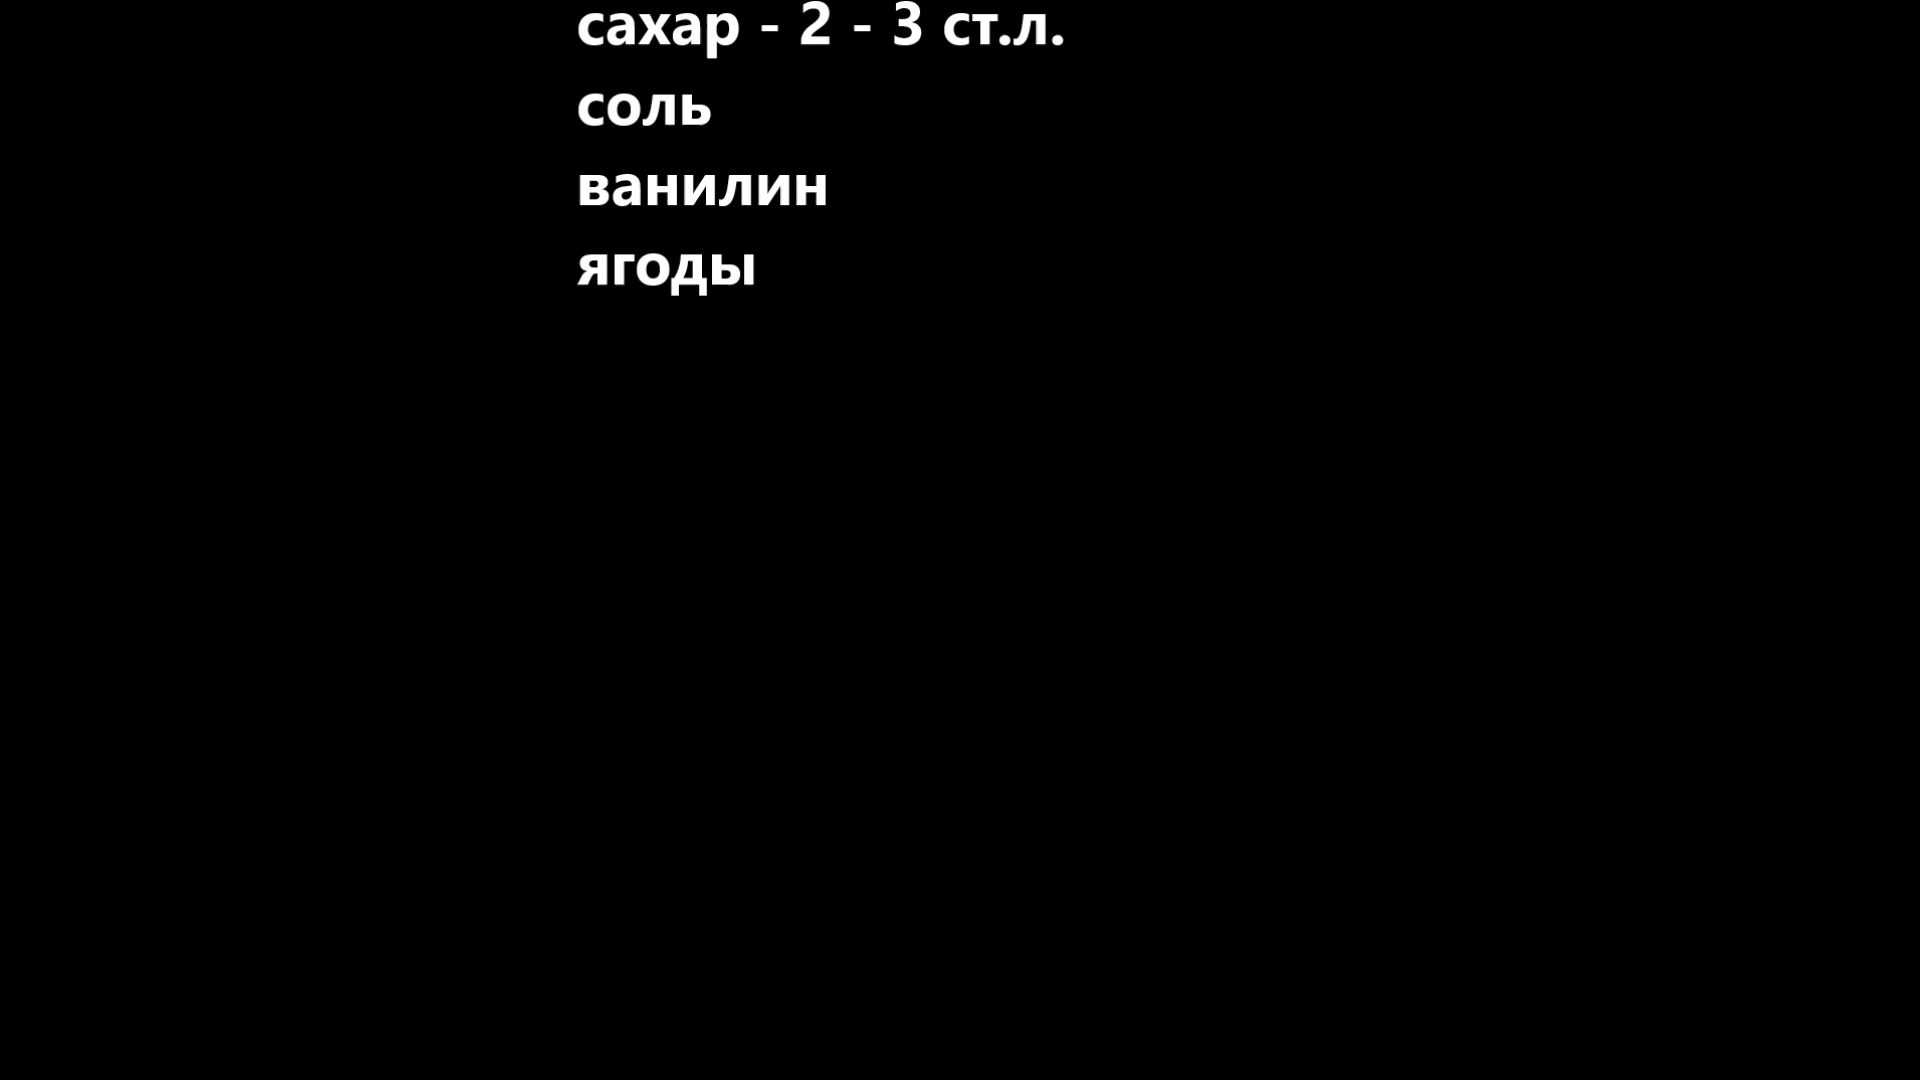 сахар - 2 - 3 ст.л.
соль
ванилин
ягоды